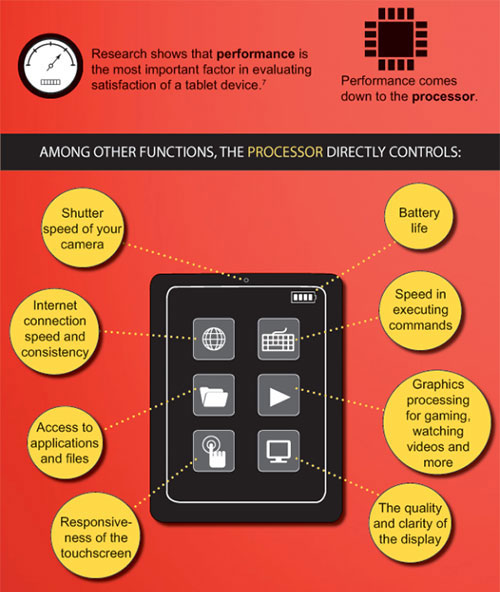 Research shows that performance is
the most important factor in evaluating
satisfaction of a tablet device.7
Performance comes
down to the processor.
AMONG OTHER FUNCTIONS, THE PROCESSOR DIRECTLY CONTROLS:
Shutter
speed of your
camera
Battery
life
Internet
connection
speed and
consistency
Speed in
executing
commands
Access to
applications
and files
Graphics
processing
for gaming,
watching
videos and
more
Responsive-
ness of the
touchscreen
The quality
and clarity of
the display